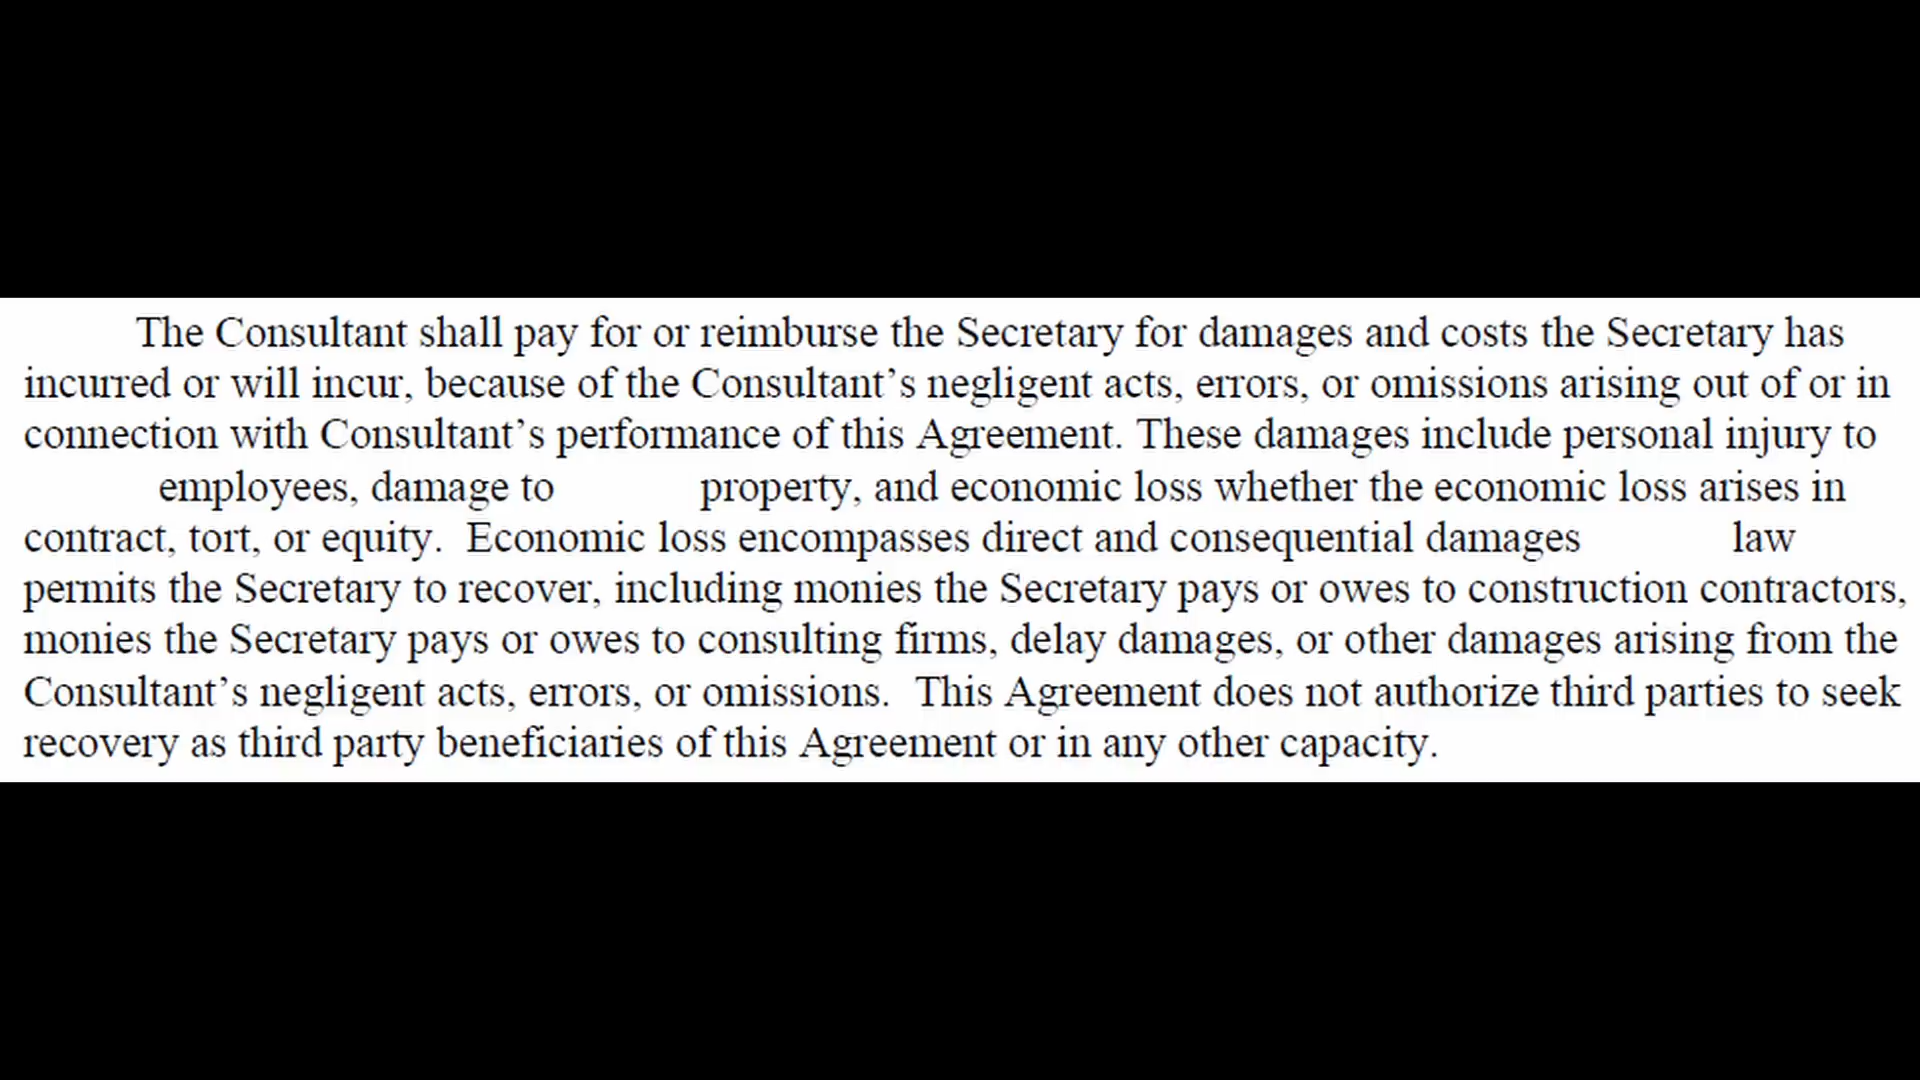 The Consultant shall pay for or reimburse the Secretary for damages and costs the Secretary has
incurred or will incur, because of the Consultant’s negligent acts, errors, or omissions arising out of or in
connection with Consultant’s performance of this Agreement. These damages include personal injury to
employees, damage to property, and economic loss whether the economic loss arises in
contract, tort, or equity. Economic loss encompasses direct and consequential damages law
permits the Secretary to recover, including monies the Secretary pays or owes to construction contractors,
monies the Secretary pays or owes to consulting firms, delay damages, or other damages arising from the
Consultant’s negligent acts, errors, or omissions. This Agreement does not authorize third parties to seek
recovery as third party beneficiaries of this Agreement or in any other capacity.